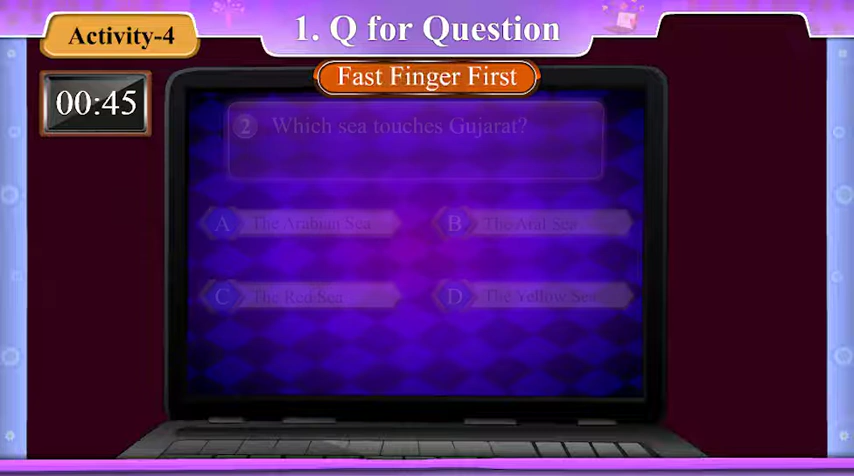 Activity-4
1. Q for Question
Fast Finger First
00:45
2 Which sea touches Gujarat?
A The Arabian Sea
B The Aral Sea
C The Red Sea
D The Yellow Sea